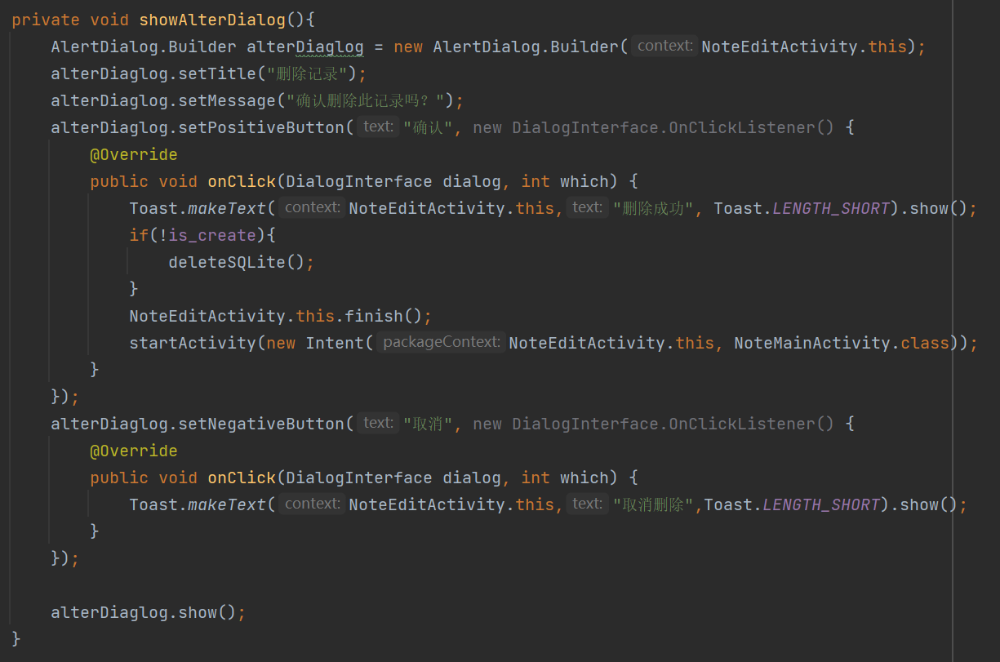 private void showAlterDialog(){
AlertDialog.Builder alterDiaglog = new AlertDialog.Builder( context: NoteEditActivity.this);
alterDiaglog.setTitle("删除记录");
alterDiaglog.setMessage("确认删除此记录吗？");
alterDiaglog.setPositiveButton( text: "确认", new DialogInterface.OnClickListener() {
@Override
public void onClick(DialogInterface dialog, int which) {
Toast.makeText( context: NoteEditActivity.this, text: "删除成功", Toast.LENGTH_SHORT).show();
if(!is_create){
deleteSQLite();
}
NoteEditActivity.this.finish();
startActivity(new Intent( packageContext: NoteEditActivity.this, NoteMainActivity.class));
}
});
alterDiaglog.setNegativeButton( text: "取消", new DialogInterface.OnClickListener() {
@Override
public void onClick(DialogInterface dialog, int which) {
Toast.makeText( context: NoteEditActivity.this, text: "取消删除",Toast.LENGTH_SHORT).show();
}
});
alterDiaglog.show();
}